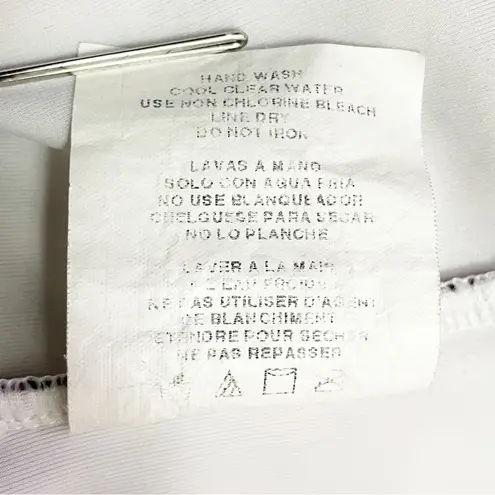 HAND WASH
COOL CLEAR WATER
USE NON CHLORINE BLEACH
LINE DRY
DO NOT IRON
LAVAS A MANO
SOLO CON AGUA FRIA
NO USE BLANQUEADOR
CUELGUESE PARA SECAR
NO LO PLANCHE
LAVER A LA MAIN
EAU FROIDE
NE PAS UTILISER D'AGENT
DE BLANCHIMENT
ETENDRE POUR SECHER
NE PAS REPASSER